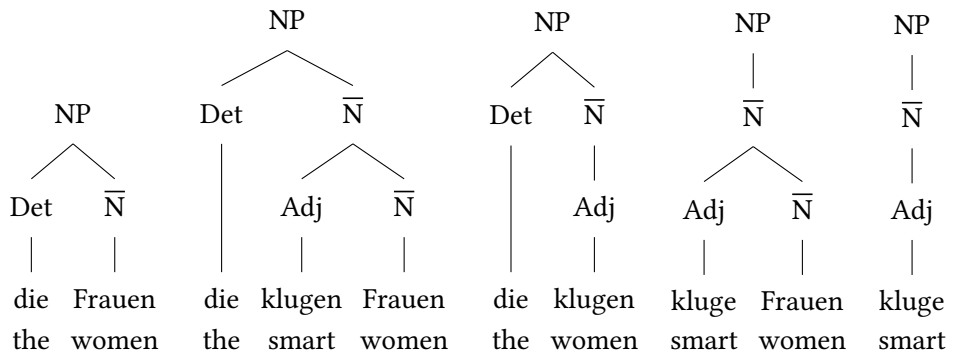 NP NP NP NP
NP Det N̅ Det N̅ N̅ N̅
Det N̅ Adj N̅ Adj Adj N̅ Adj
die Frauen die klugen Frauen die klugen kluge Frauen kluge
the women the smart women the women smart women smart